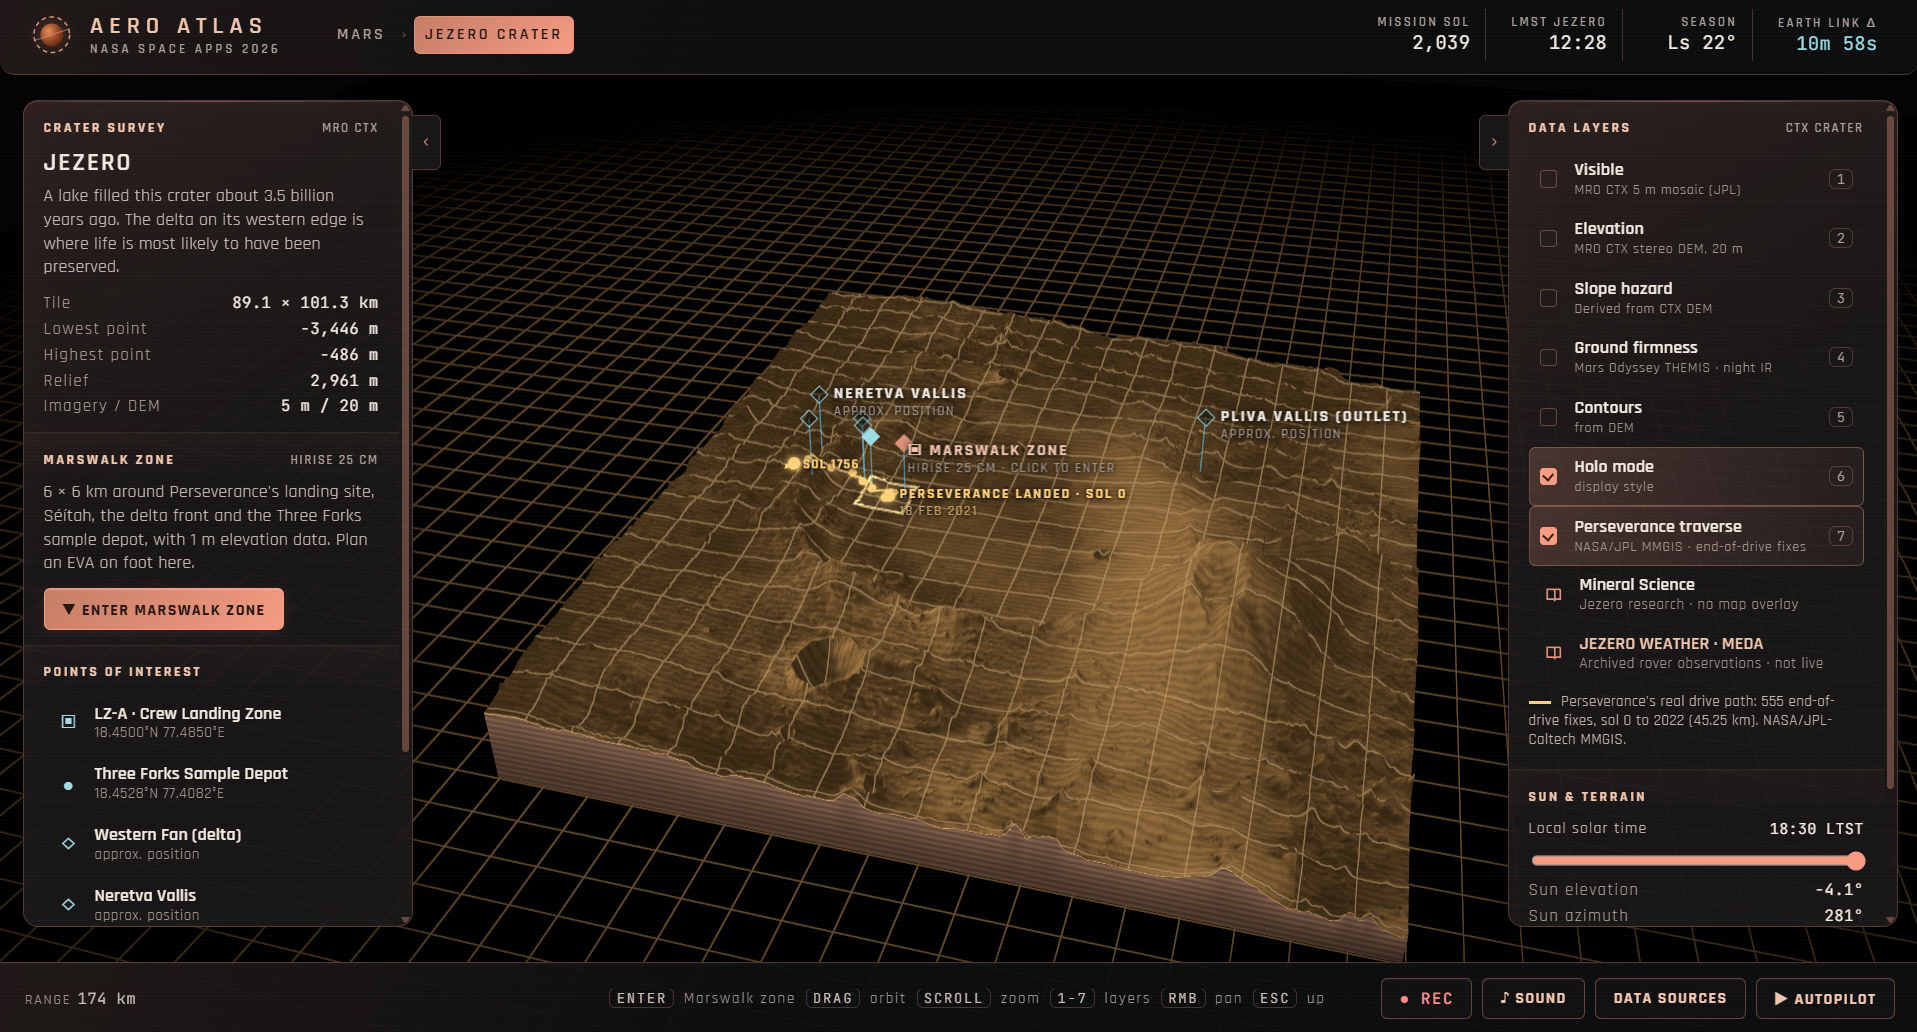 AERO ATLAS
NASA SPACE APPS 2026
MARS › JEZERO CRATER
MISSION SOL
2,039
LMST JEZERO
12:28
SEASON
Ls 22°
EARTH LINK Δ
10m 58s
CRATER SURVEY MRO CTX
JEZERO
A lake filled this crater about 3.5 billion
years ago. The delta on its western edge is
where life is most likely to have been
preserved.
Tile 89.1 × 101.3 km
Lowest point -3,446 m
Highest point -486 m
Relief 2,961 m
Imagery / DEM 5 m / 20 m
MARSWALK ZONE HIRISE 25 CM
6 × 6 km around Perseverance's landing site,
Séítah, the delta front and the Three Forks
sample depot, with 1 m elevation data. Plan
an EVA on foot here.
▼ ENTER MARSWALK ZONE
POINTS OF INTEREST
LZ-A · Crew Landing Zone
18.4500°N 77.4850°E
Three Forks Sample Depot
18.4528°N 77.4082°E
Western Fan (delta)
approx. position
Neretva Vallis
approx. position
NERETVA VALLIS
APPROX. POSITION
PLIVA VALLIS (OUTLET)
APPROX. POSITION
MARSWALK ZONE
HIRISE 25 CM · CLICK TO ENTER
SOL 1756
PERSEVERANCE LANDED · SOL 0
18 FEB 2021
DATA LAYERS CTX CRATER
Visible
MRO CTX 5 m mosaic (JPL)
1
Elevation
MRO CTX stereo DEM, 20 m
2
Slope hazard
Derived from CTX DEM
3
Ground firmness
Mars Odyssey THEMIS · night IR
4
Contours
from DEM
5
Holo mode
display style
6
Perseverance traverse
NASA/JPL MMGIS · end-of-drive fixes
7
Mineral Science
Jezero research · no map overlay
JEZERO WEATHER · MEDA
Archived rover observations · not live
Perseverance's real drive path: 555 end-of-
drive fixes, sol 0 to 2022 (45.25 km). NASA/JPL-
Caltech MMGIS.
SUN & TERRAIN
Local solar time 18:30 LTST
Sun elevation -4.1°
Sun azimuth 281°
RANGE 174 km
ENTER Marswalk zone DRAG orbit SCROLL zoom 1-7 layers RMB pan ESC up
● REC
♪ SOUND
DATA SOURCES
▶ AUTOPILOT